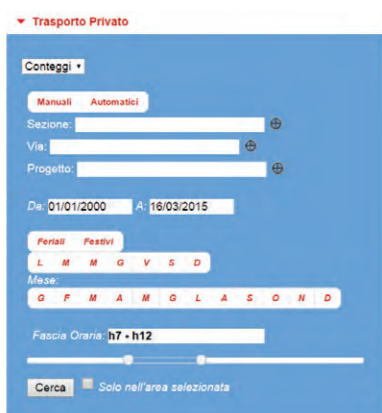 Trasporto Privato
Conteggi
Manuali Automatici
Sezione:
Via:
Progetto:
Da: 01/01/2000 A: 16/03/2015
Feriali Festivi
L M M G V S D
Mese:
G F M A M G L A S O N D
Fascia Oraria: h7 - h12
Cerca Solo nell'area selezionata